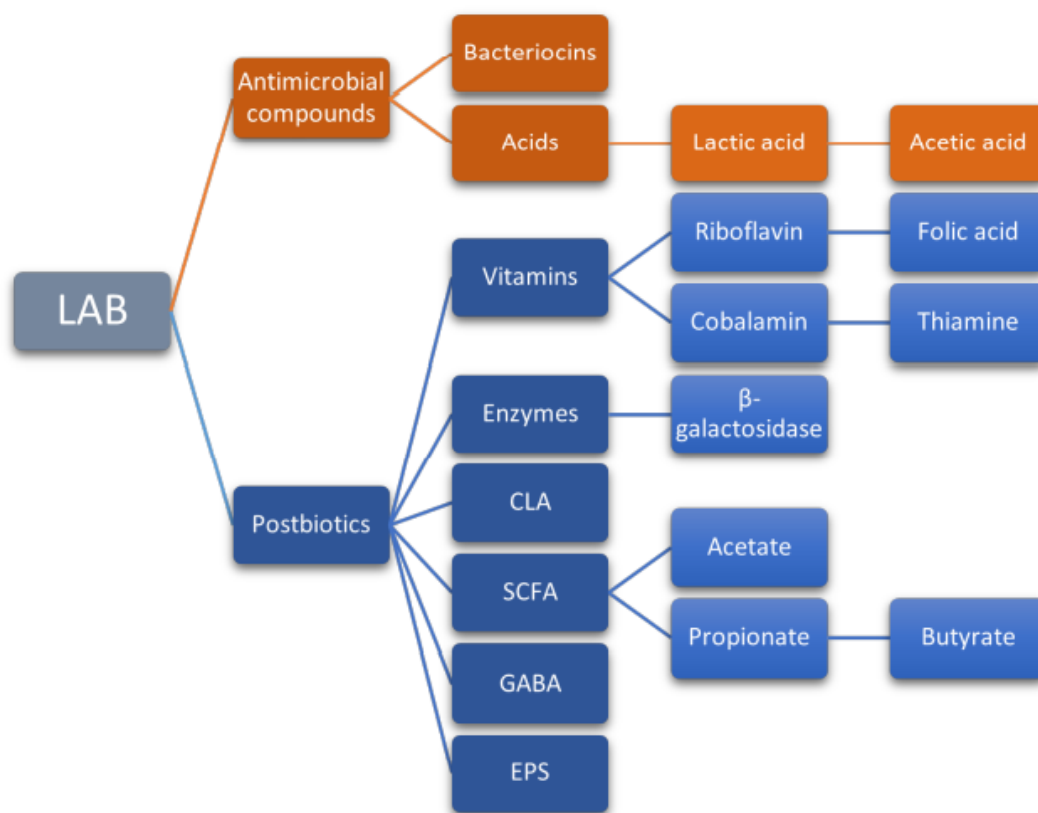 Bacteriocins
Antimicrobial
compounds
Acids
Lactic acid
Acetic acid
Riboflavin
Folic acid
Vitamins
LAB
Cobalamin
Thiamine
Enzymes
β-
galactosidase
CLA
Postbiotics
Acetate
SCFA
Propionate
Butyrate
GABA
EPS